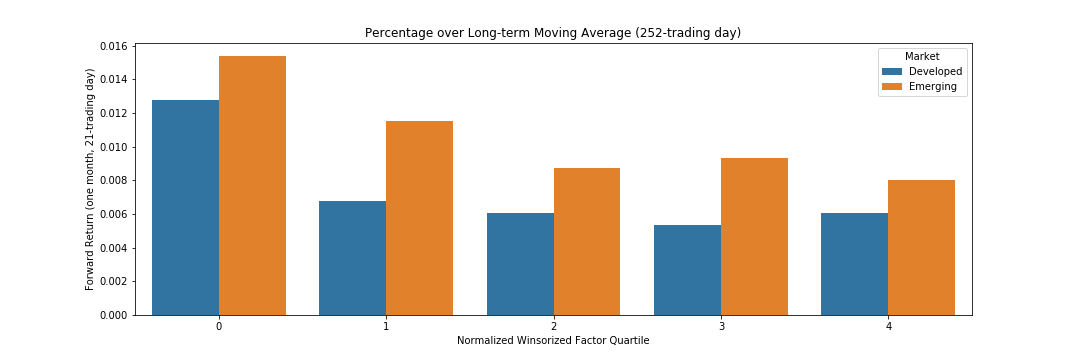 Percentage over Long-term Moving Average (252-trading day)
Market
Developed
Emerging
Forward Return (one month, 21-trading day)
0.016
0.014
0.012
0.010
0.008
0.006
0.004
0.002
0.000
0 1 2 3 4
Normalized Winsorized Factor Quartile